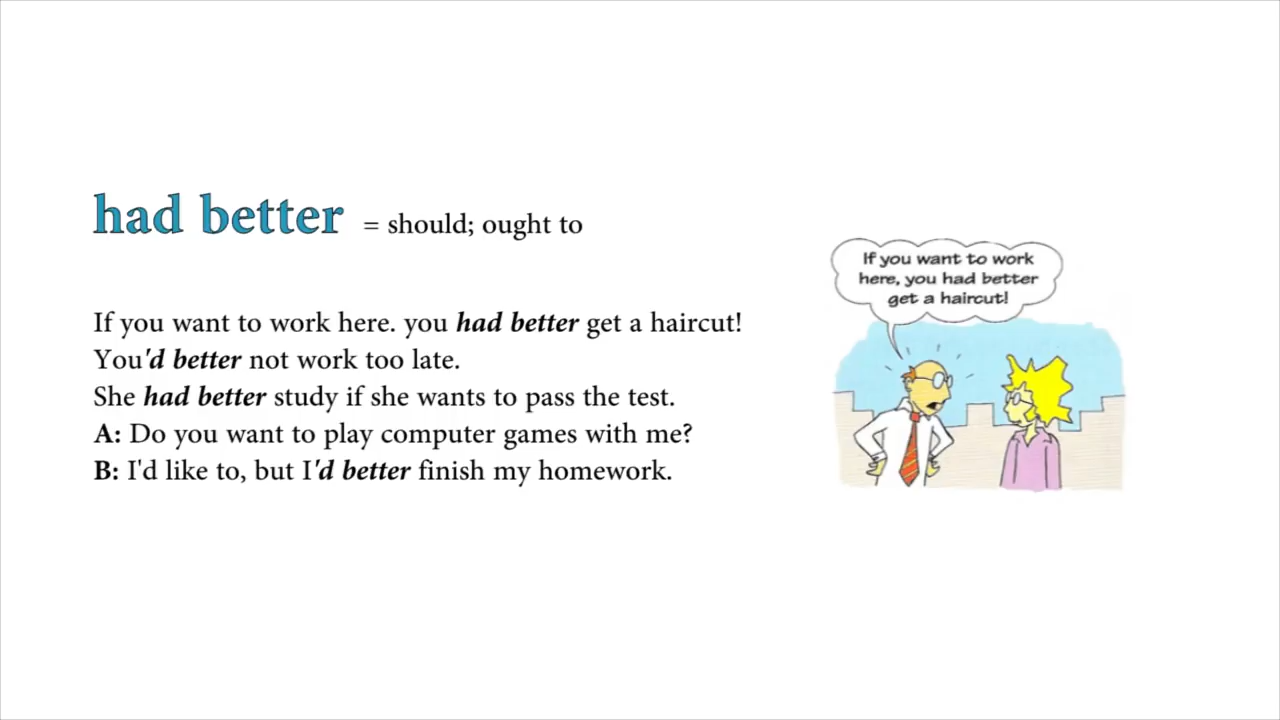 had better = should; ought to
If you want to work here. you had better get a haircut!
You'd better not work too late.
She had better study if she wants to pass the test.
A: Do you want to play computer games with me?
B: I'd like to, but I'd better finish my homework.
If you want to work
here, you had better
get a haircut!